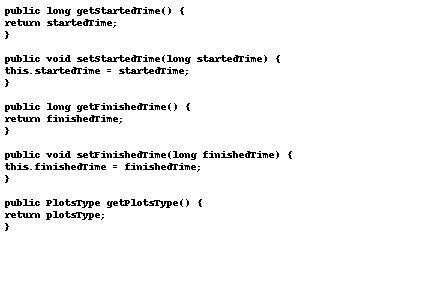 public long getStartedTime() {
return startedTime;
}

public void setStartedTime(long startedTime) {
this.startedTime = startedTime;
}

public long getFinishedTime() {
return finishedTime;
}

public void setFinishedTime(long finishedTime) {
this.finishedTime = finishedTime;
}

public PlotsType getPlotsType() {
return plotsType;
}